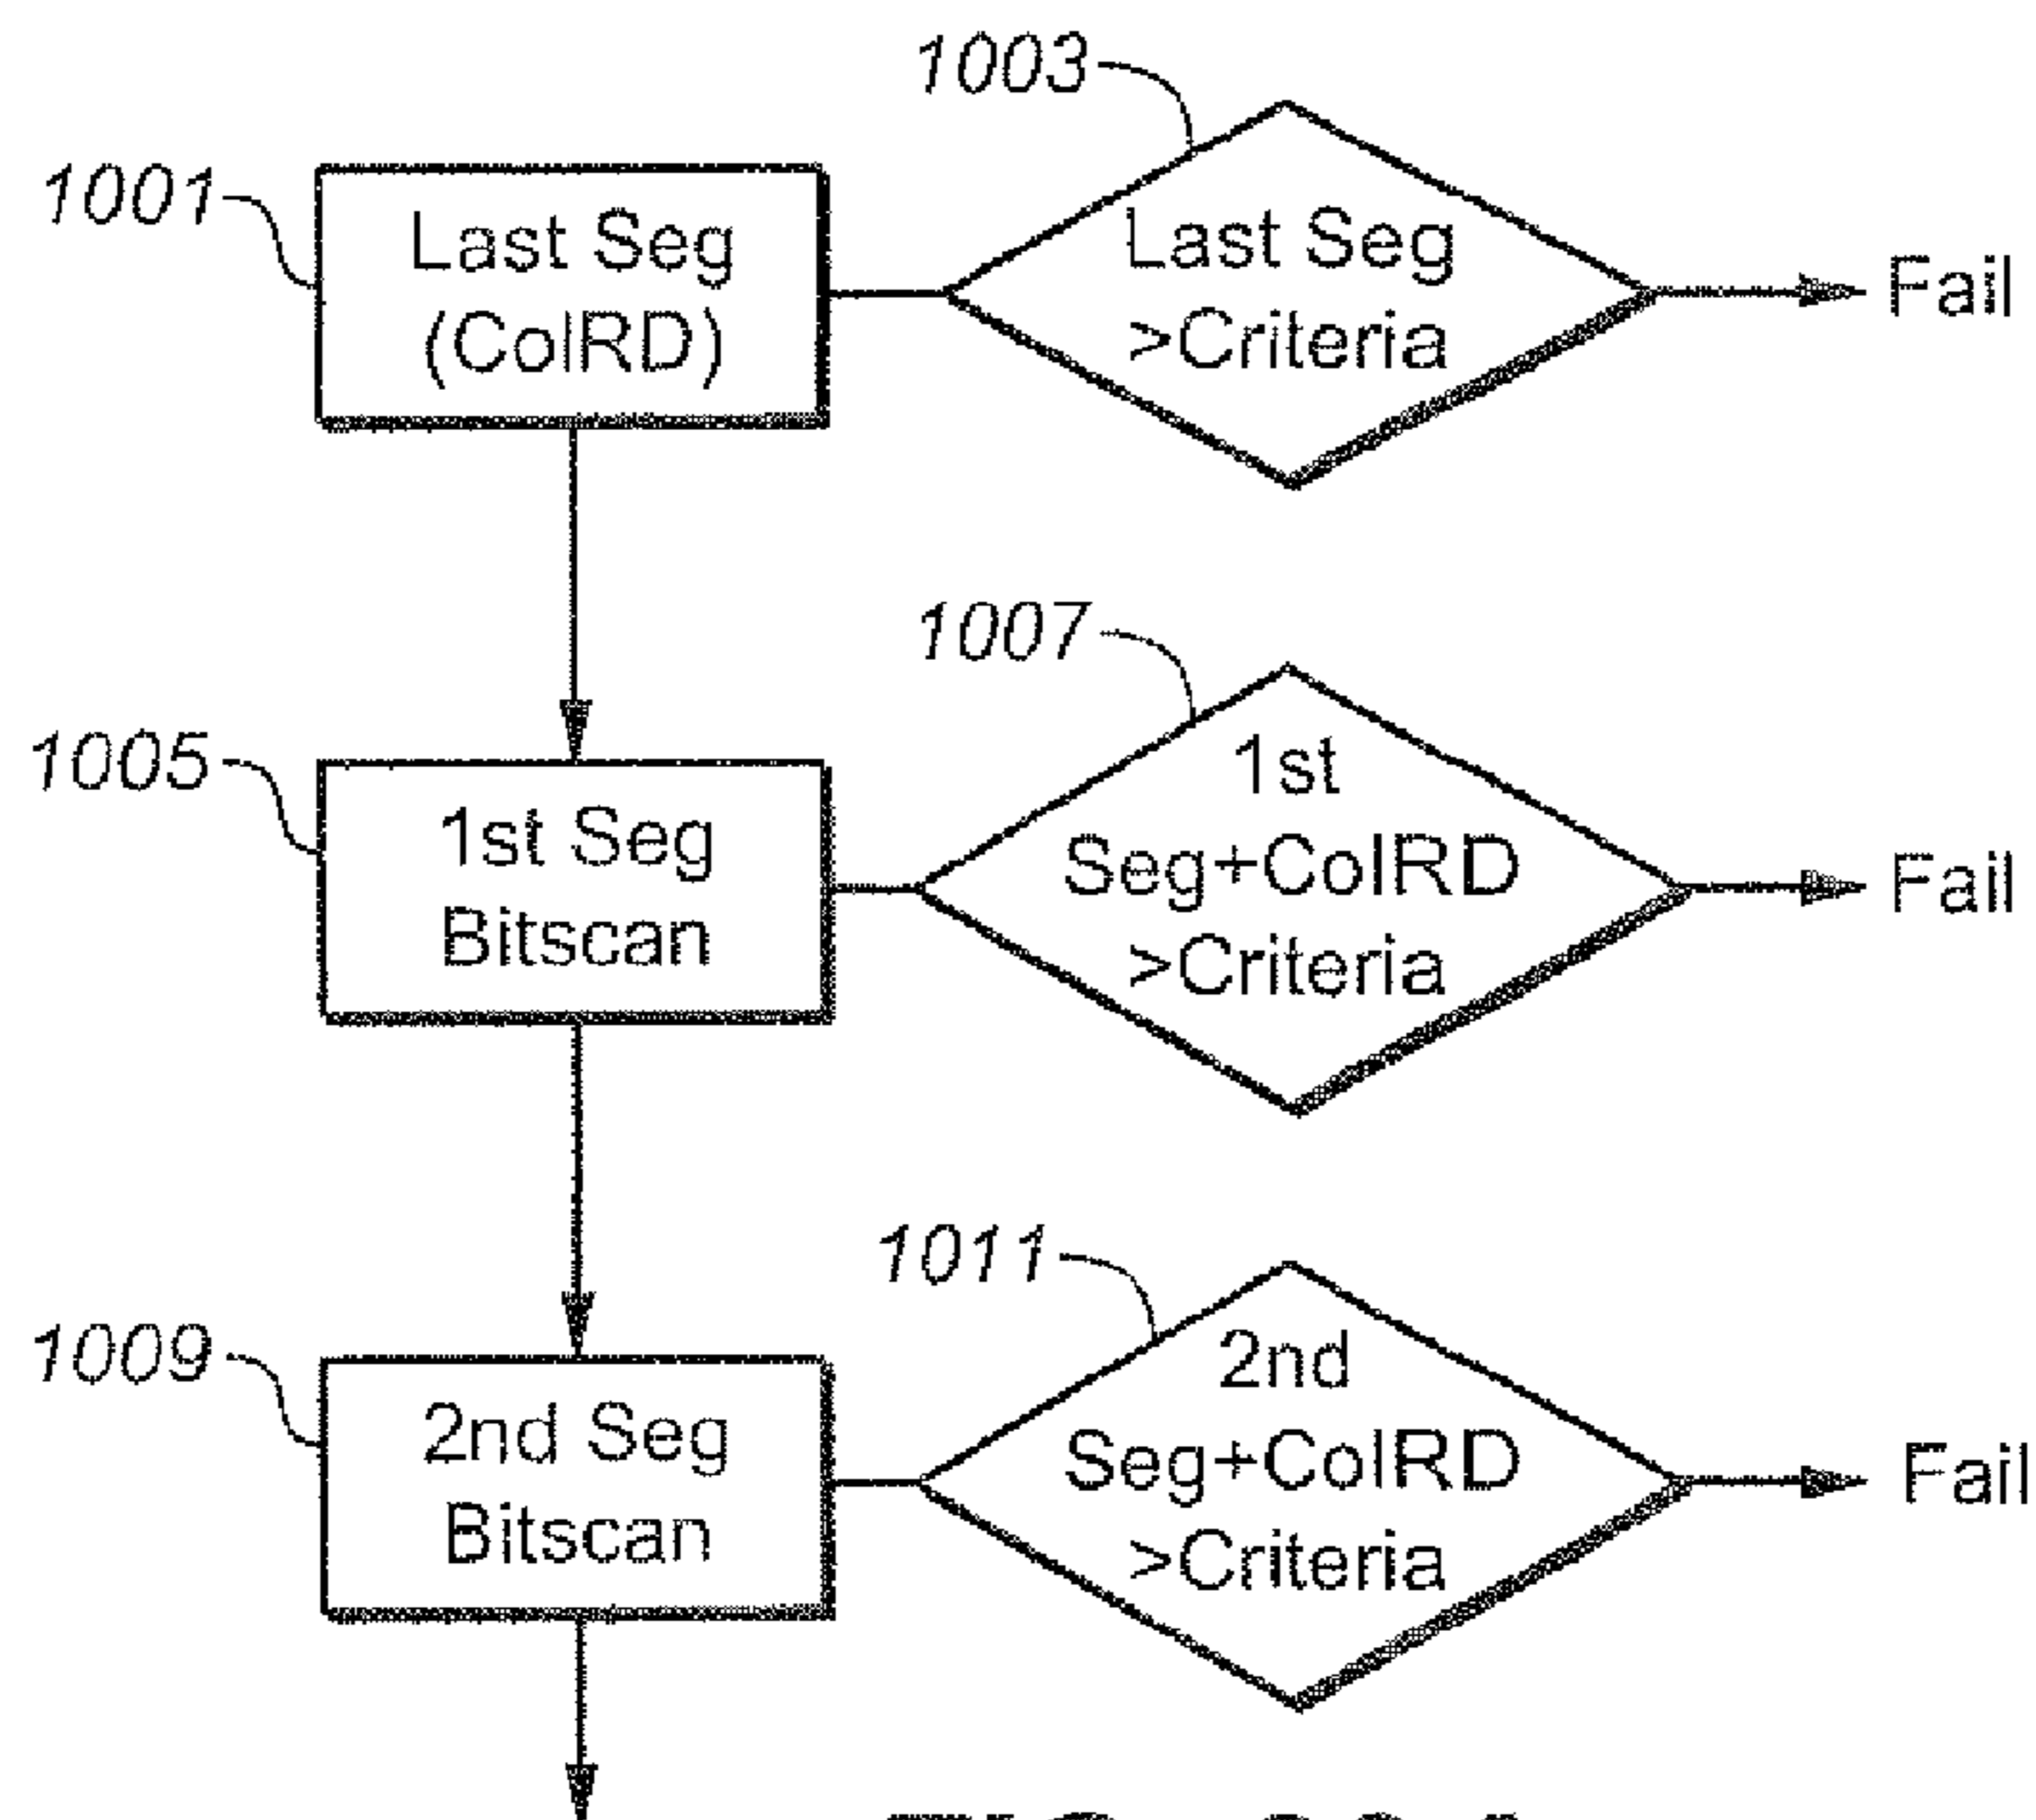 1003
1001
Last Seg
(ColRD)
Last Seg
>Criteria
Fail
1007
1005
1st Seg
Bitscan
1st
Seg+ColRD
>Criteria
Fail
1011
1009
2nd Seg
Bitscan
2nd
Seg+ColRD
>Criteria
Fail